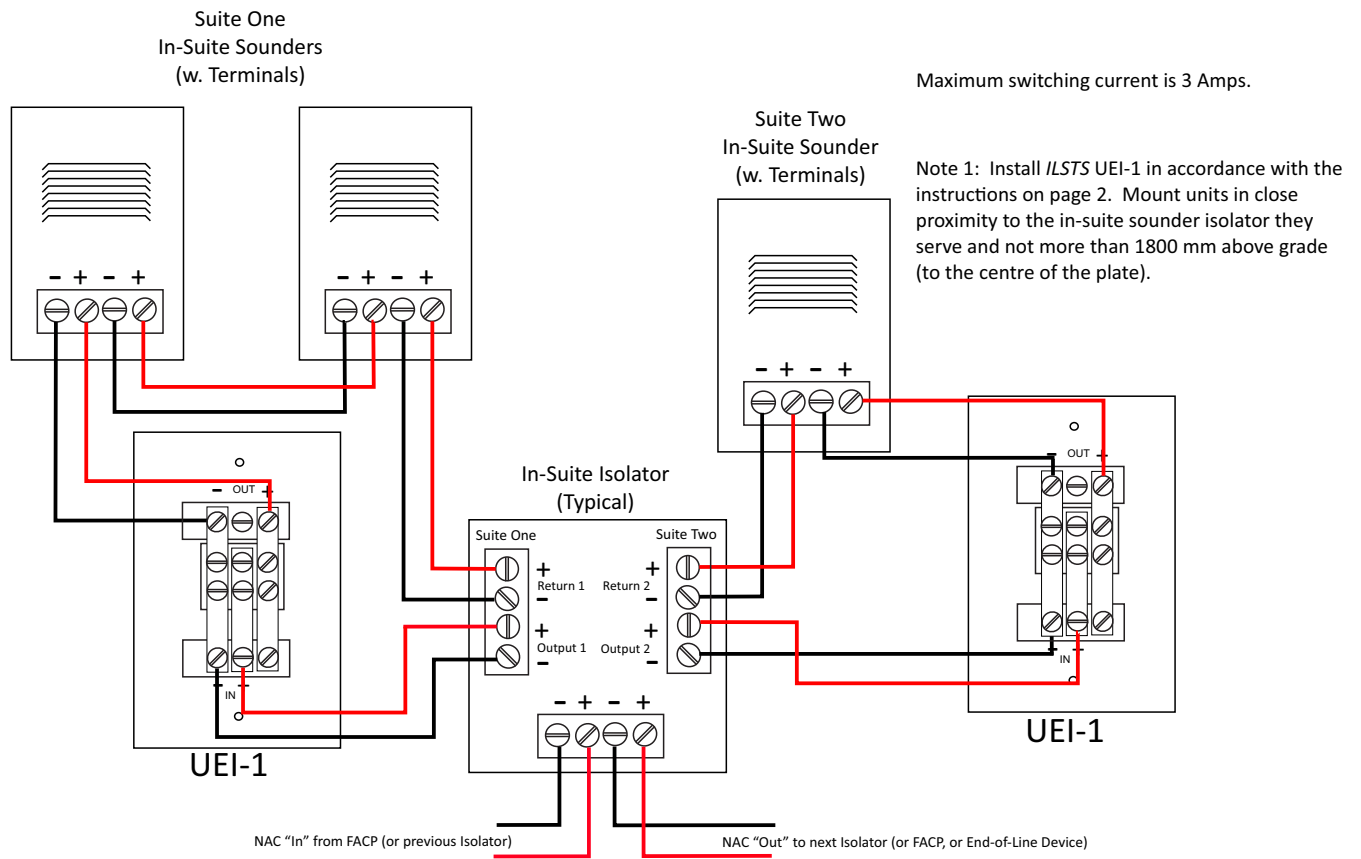 Suite One
In-Suite Sounders
(w. Terminals)
Maximum switching current is 3 Amps.
Suite Two
In-Suite Sounder
(w. Terminals)
Note 1:  Install ILSTS UEI-1 in accordance with the
instructions on page 2.  Mount units in close
proximity to the in-suite sounder isolator they
serve and not more than 1800 mm above grade
(to the centre of the plate).
- + - +
- + - +
- + - +
- OUT +
- OUT +
In-Suite Isolator
(Typical)
Suite One
Suite Two
+
Return 1
-
+
Output 1
-
+
Return 2
-
+
Output 2
-
- IN +
UEI-1
- IN +
UEI-1
- + - +
NAC “In” from FACP (or previous Isolator)
NAC “Out” to next Isolator (or FACP, or End-of-Line Device)